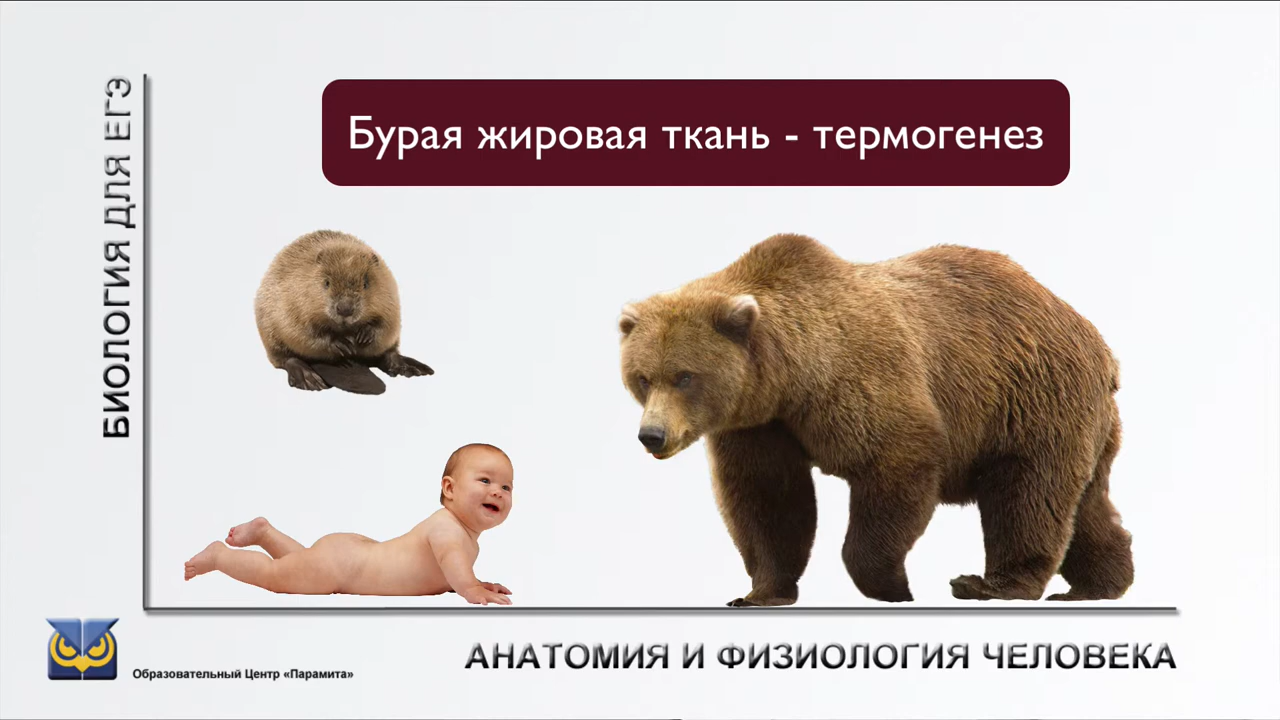 Бурая жировая ткань - термогенез
БИОЛОГИЯ ДЛЯ ЕГЭ
АНАТОМИЯ И ФИЗИОЛОГИЯ ЧЕЛОВЕКА
Образовательный Центр «Парамита»